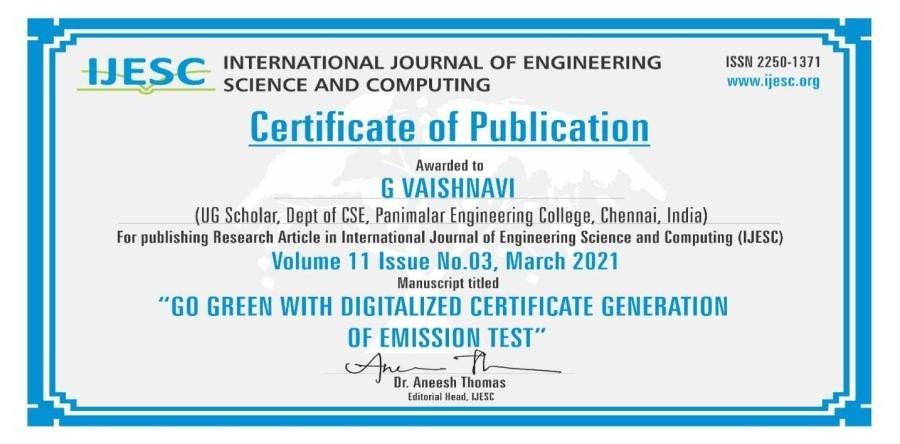 IJESC
INTERNATIONAL JOURNAL OF ENGINEERING
SCIENCE AND COMPUTING
ISSN 2250-1371
www.ijesc.org
Certificate of Publication
Awarded to
G VAISHNAVI
(UG Scholar, Dept of CSE, Panimalar Engineering College, Chennai, India)
For publishing Research Article in International Journal of Engineering Science and Computing (IJESC)
Volume 11 Issue No.03, March 2021
Manuscript titled
“GO GREEN WITH DIGITALIZED CERTIFICATE GENERATION
OF EMISSION TEST”
Dr. Aneesh Thomas
Editorial Head, IJESC